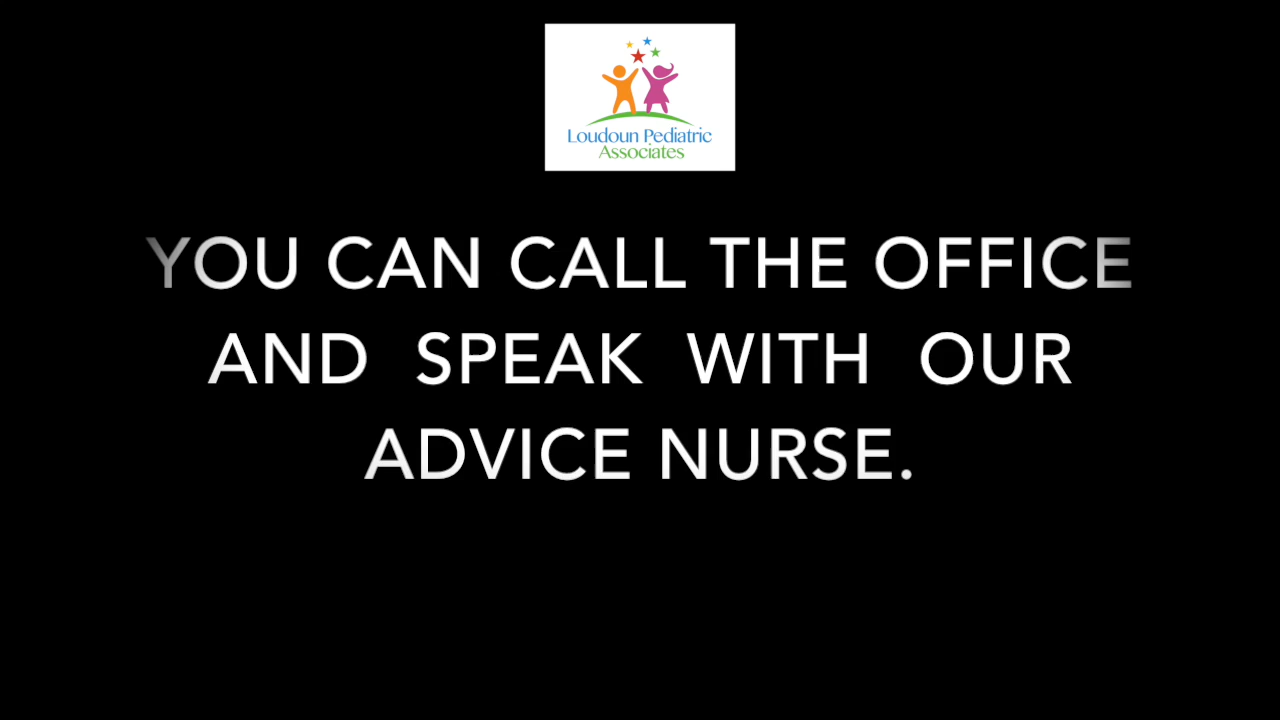 Loudoun Pediatric
Associates
YOU CAN CALL THE OFFICE
AND SPEAK WITH OUR
ADVICE NURSE.